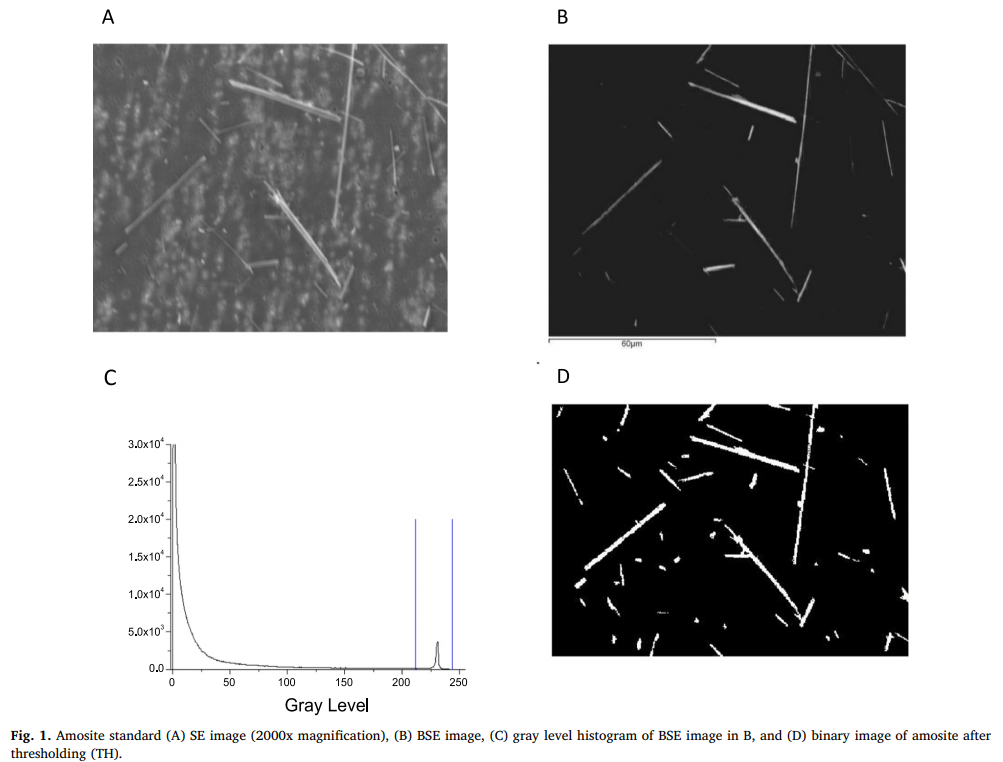 A
B
60µm
C
D
3.0x10⁴
2.5x10⁴
2.0x10⁴
1.5x10⁴
1.0x10⁴
5.0x10³
0.0
0 50 100 150 200 250
Gray Level
Fig. 1. Amosite standard (A) SE image (2000x magnification), (B) BSE image, (C) gray level histogram of BSE image in B, and (D) binary image of amosite after
thresholding (TH).